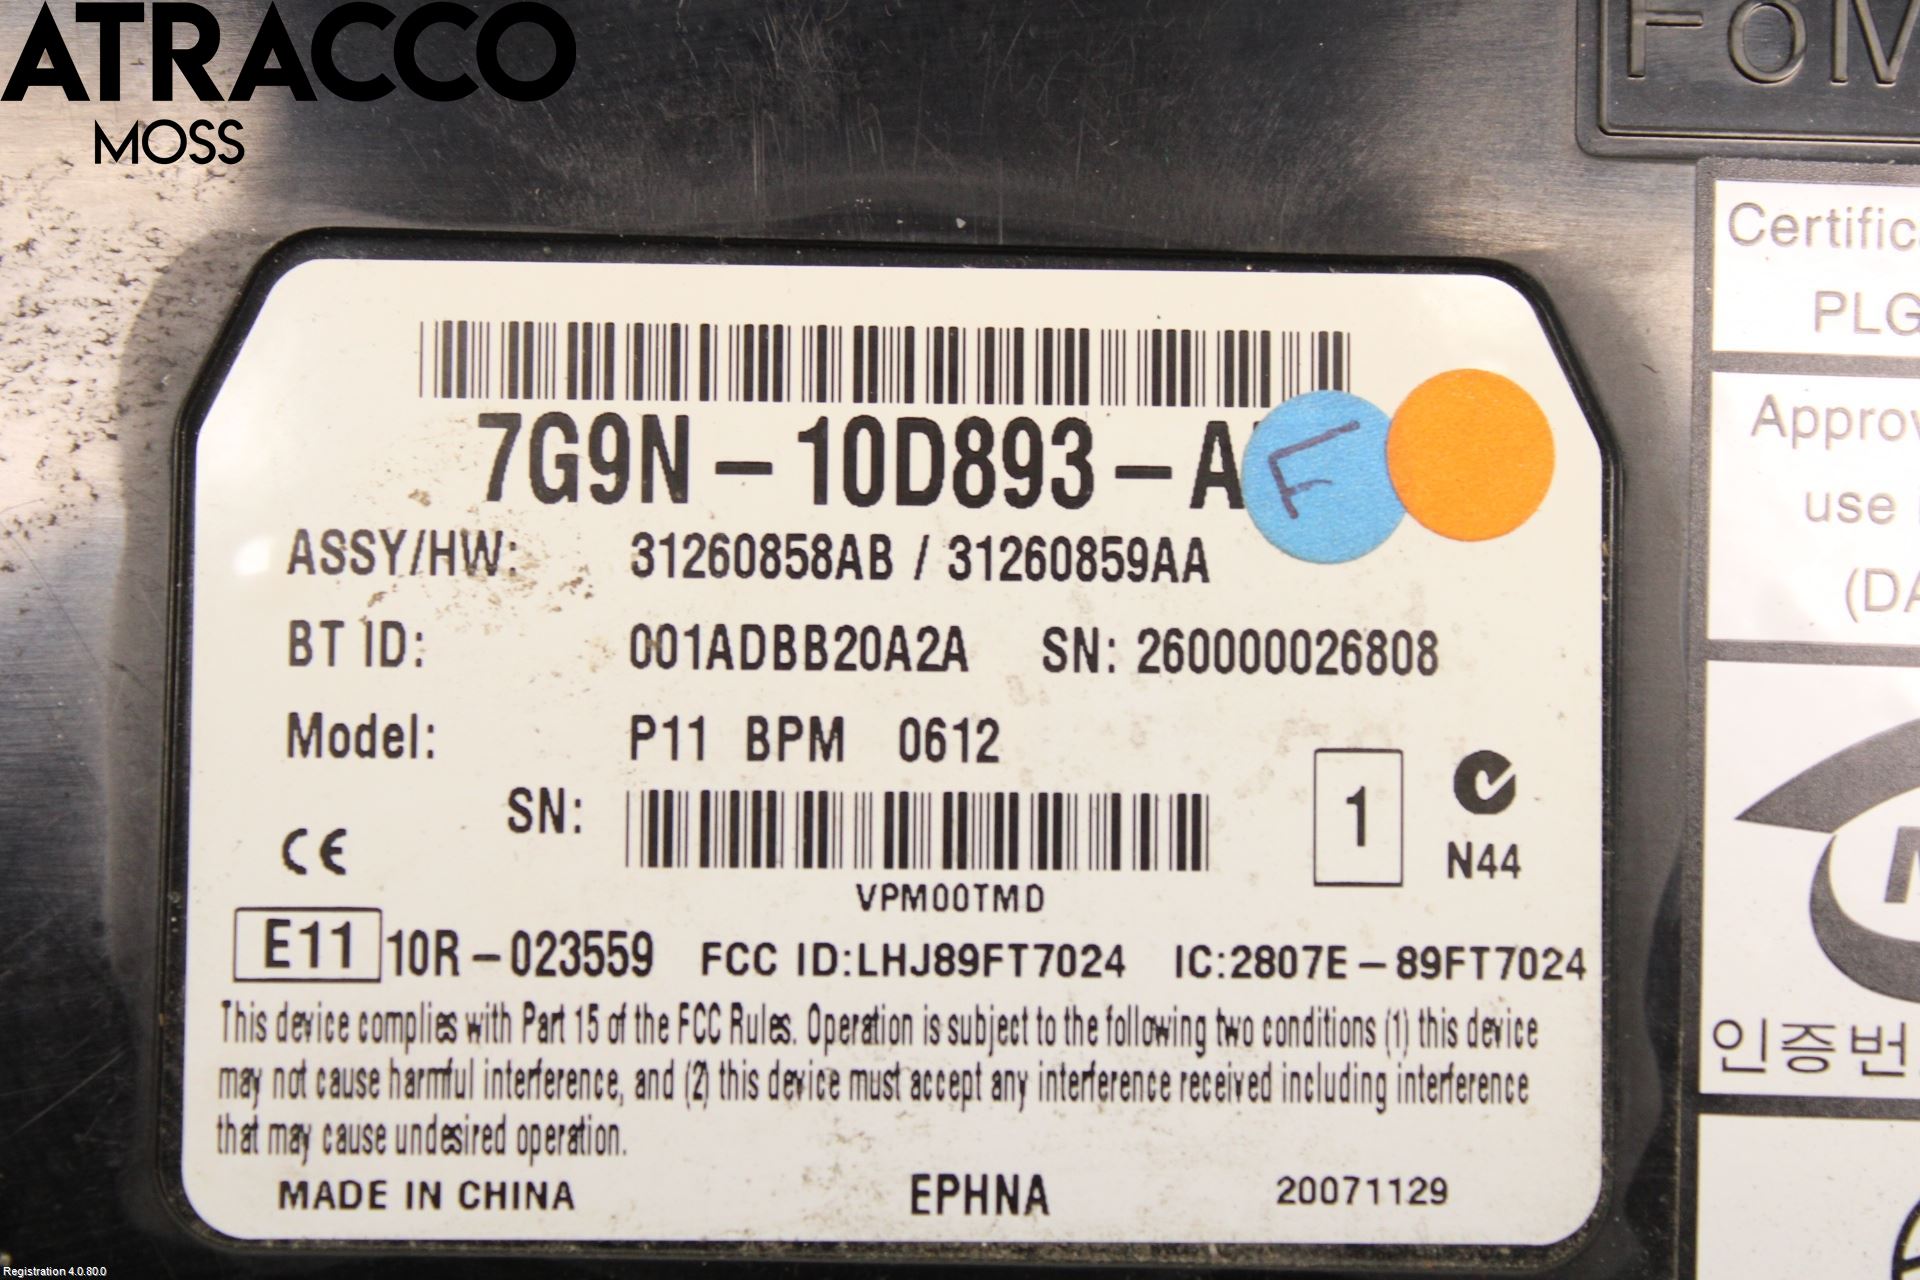 ATRACCO
MOSS
FoM
7G9N - 10D893 - A
F
ASSY/HW: 31260858AB / 31260859AA
BT ID: 001ADBB20A2A SN: 260000026808
Model: P11 BPM 0612
SN:
VPM00TMD
1
N44
CE
E11 10R - 023559 FCC ID:LHJ89FT7024 IC:2807E - 89FT7024
This device complies with Part 15 of the FCC Rules. Operation is subject to the following two conditions (1) this device
may not cause harmful interference, and (2) this device must accept any interference received including interference
that may cause undesired operation.
MADE IN CHINA EPHNA 20071129
Certific
PLG
Approv
use
(DA
인증번
Registration 4.0.80.0